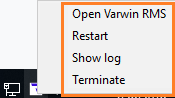 Open Varwin RMS
Restart
Show log
Terminate